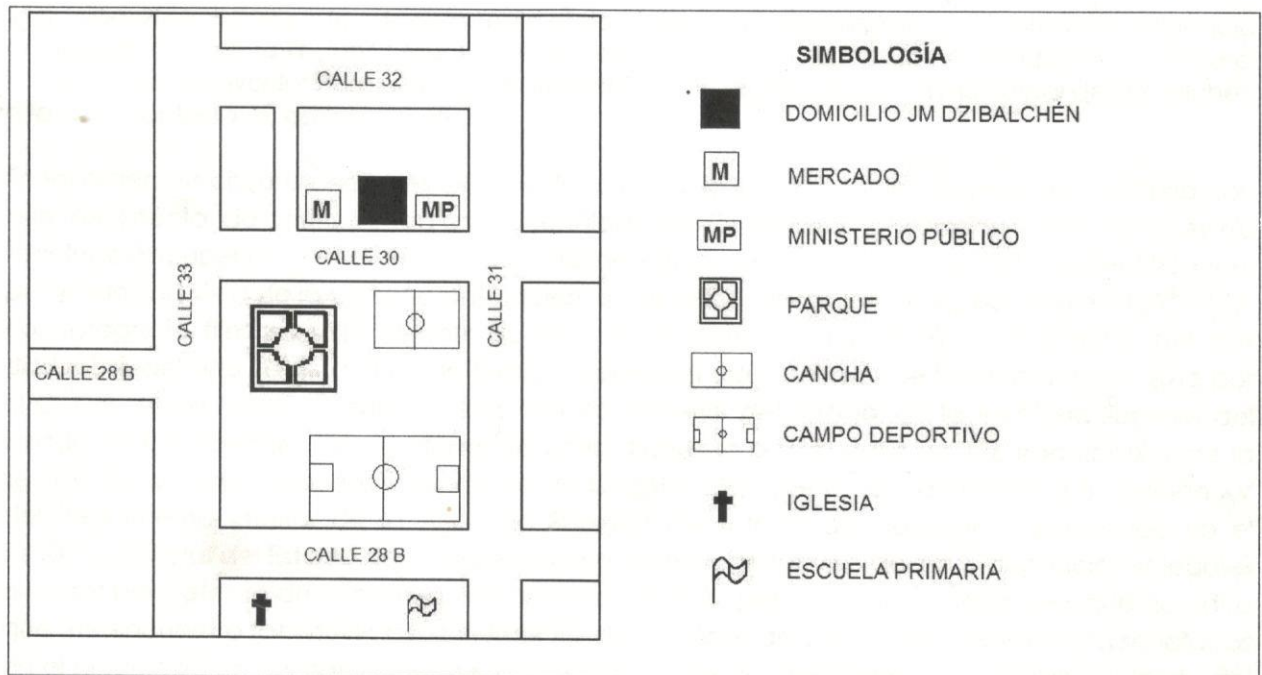 CALLE 32
M
MP
CALLE 30
CALLE 33
CALLE 31
CALLE 28 B
CALLE 28 B
SIMBOLOGÍA
DOMICILIO JM DZIBALCHÉN
M MERCADO
MP MINISTERIO PÚBLICO
PARQUE
CANCHA
CAMPO DEPORTIVO
IGLESIA
ESCUELA PRIMARIA